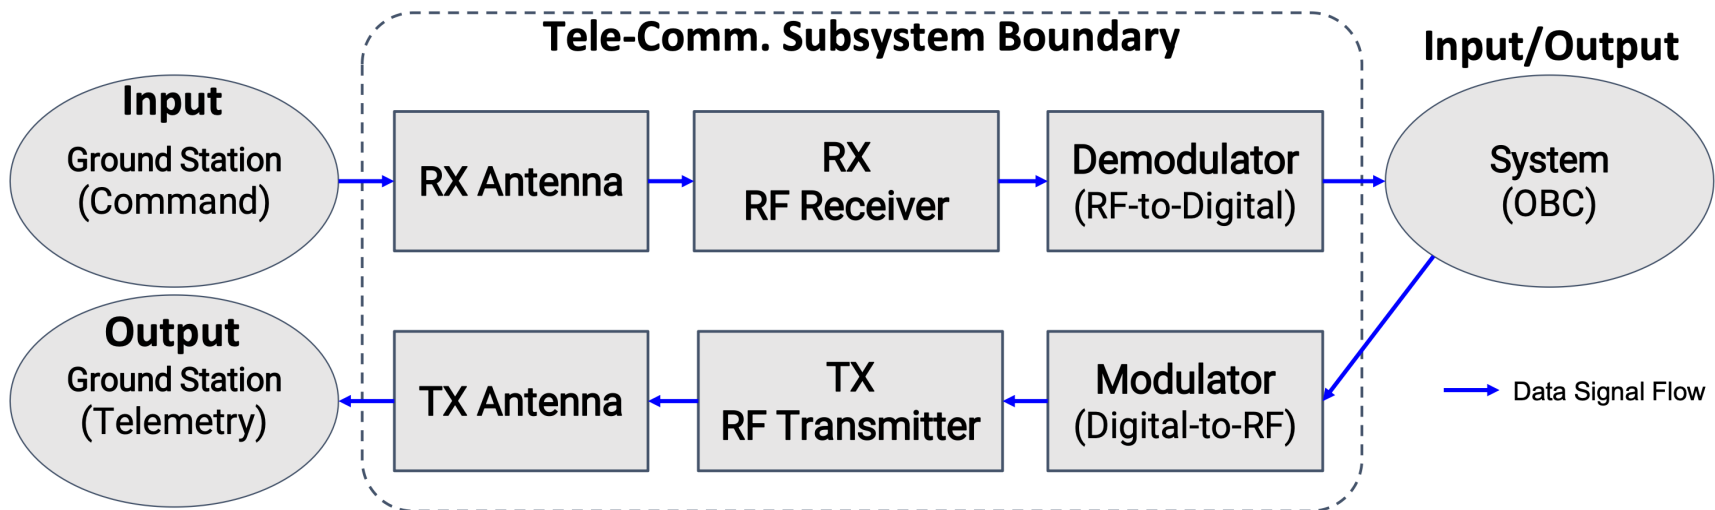 Tele-Comm. Subsystem Boundary
Input/Output
Input
Ground Station
(Command)
RX Antenna
RX
RF Receiver
Demodulator
(RF-to-Digital)
System
(OBC)
Output
Ground Station
(Telemetry)
TX Antenna
TX
RF Transmitter
Modulator
(Digital-to-RF)
Data Signal Flow